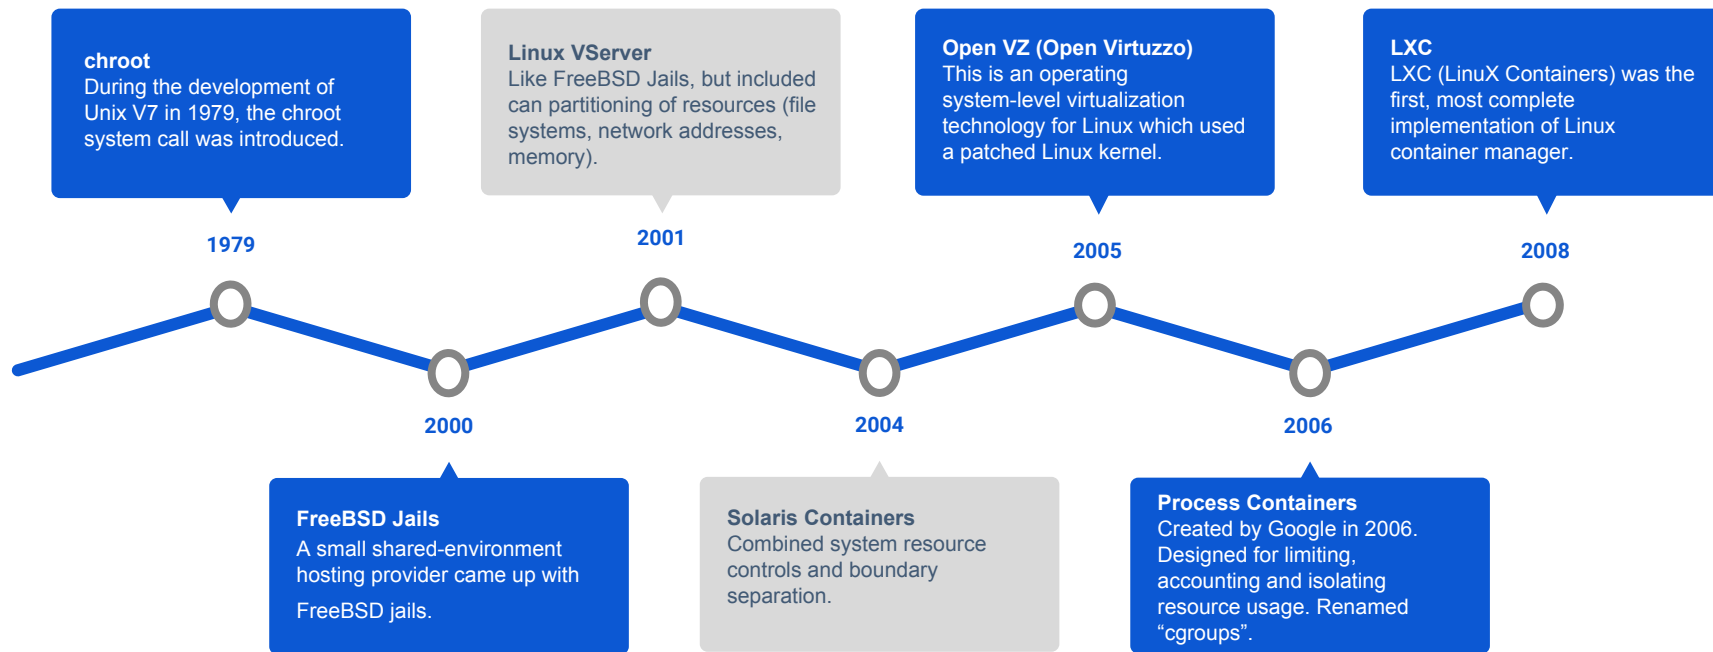 chroot
During the development of
Unix V7 in 1979, the chroot
system call was introduced.
1979
2000
FreeBSD Jails
A small shared-environment
hosting provider came up with
FreeBSD jails.
Linux VServer
Like FreeBSD Jails, but included
can partitioning of resources (file
systems, network addresses,
memory).
2001
2004
Solaris Containers
Combined system resource
controls and boundary
separation.
Open VZ (Open Virtuzzo)
This is an operating
system-level virtualization
technology for Linux which used
a patched Linux kernel.
2005
2006
Process Containers
Created by Google in 2006.
Designed for limiting,
accounting and isolating
resource usage. Renamed
“cgroups”.
LXC
LXC (LinuX Containers) was the
first, most complete
implementation of Linux
container manager.
2008